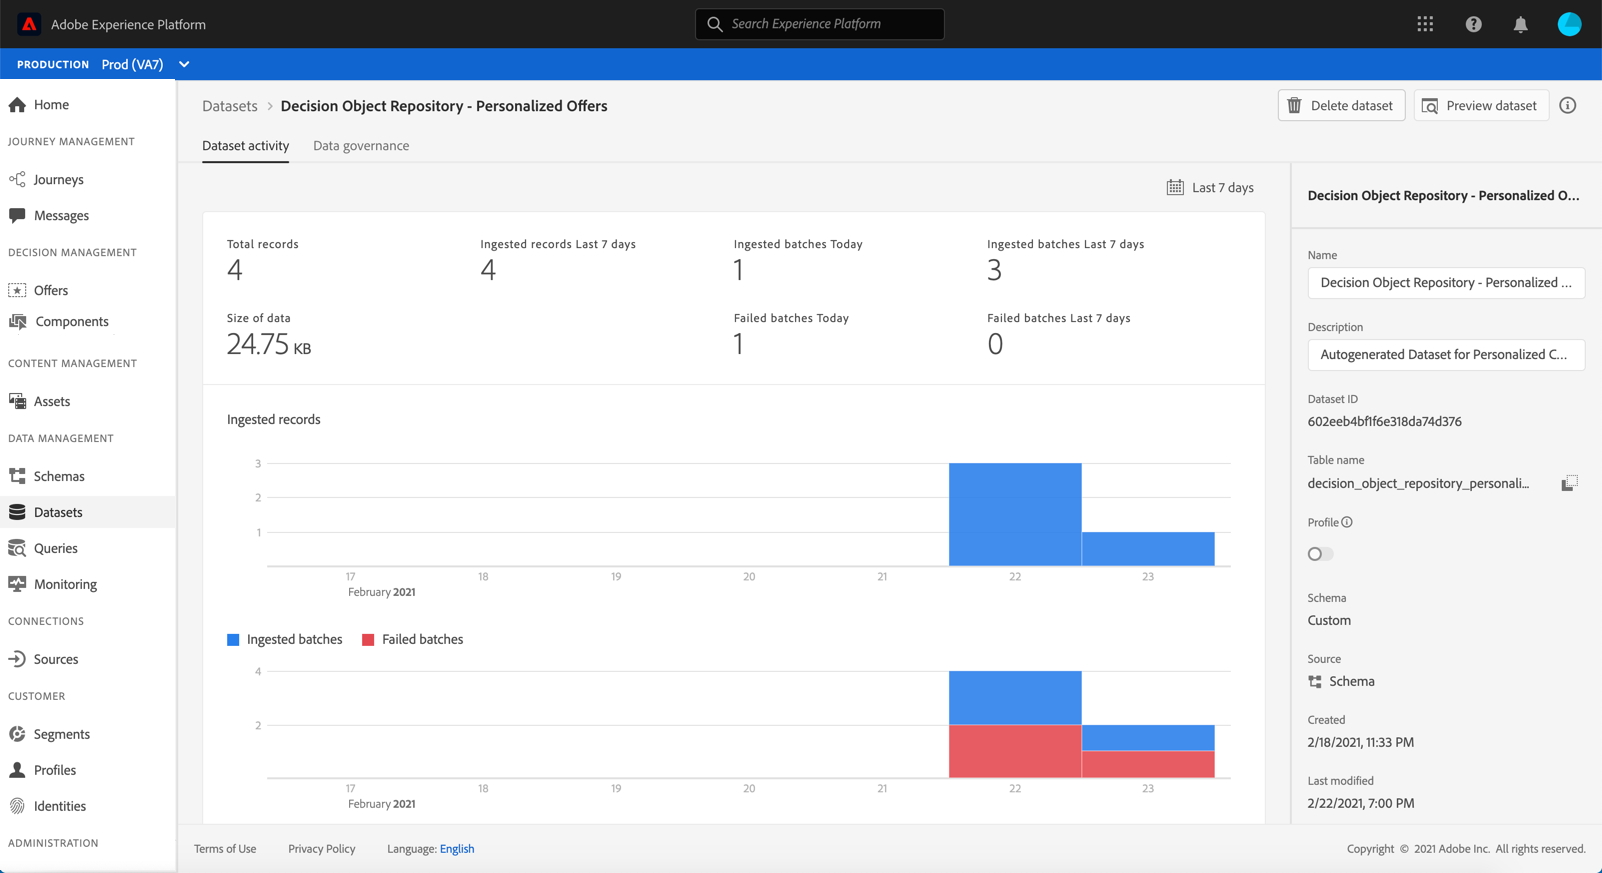 Adobe Experience Platform
Search Experience Platform
PRODUCTION Prod (VA7)
Home
JOURNEY MANAGEMENT
Journeys
Messages
DECISION MANAGEMENT
Offers
Components
CONTENT MANAGEMENT
Assets
DATA MANAGEMENT
Schemas
Datasets
Queries
Monitoring
CONNECTIONS
Sources
CUSTOMER
Segments
Profiles
Identities
ADMINISTRATION
Datasets > Decision Object Repository - Personalized Offers
Delete dataset
Preview dataset
Dataset activity
Data governance
Last 7 days
Total records
4
Ingested records Last 7 days
4
Ingested batches Today
1
Ingested batches Last 7 days
3
Size of data
24.75 KB
Failed batches Today
1
Failed batches Last 7 days
0
Ingested records
3
2
1
17 18 19 20 21 22 23
February 2021
Ingested batches
Failed batches
4
2
17 18 19 20 21 22 23
February 2021
Decision Object Repository - Personalized O...
Name
Decision Object Repository - Personalized ...
Description
Autogenerated Dataset for Personalized C...
Dataset ID
602eeb4bf1f6e318da74d376
Table name
decision_object_repository_personali...
Profile
Schema
Custom
Source
Schema
Created
2/18/2021, 11:33 PM
Last modified
2/22/2021, 7:00 PM
Terms of Use
Privacy Policy
Language: English
Copyright © 2021 Adobe Inc. All rights reserved.